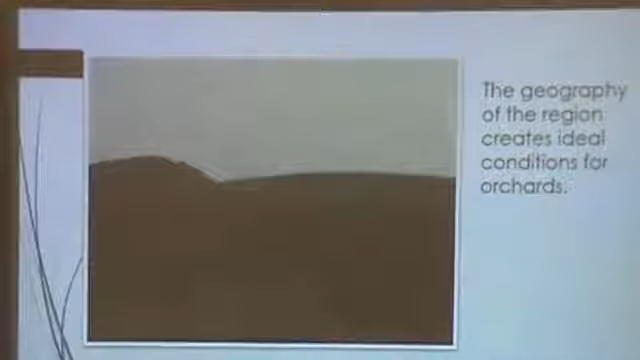 The geography
of the region
creates ideal
conditions for
orchards.